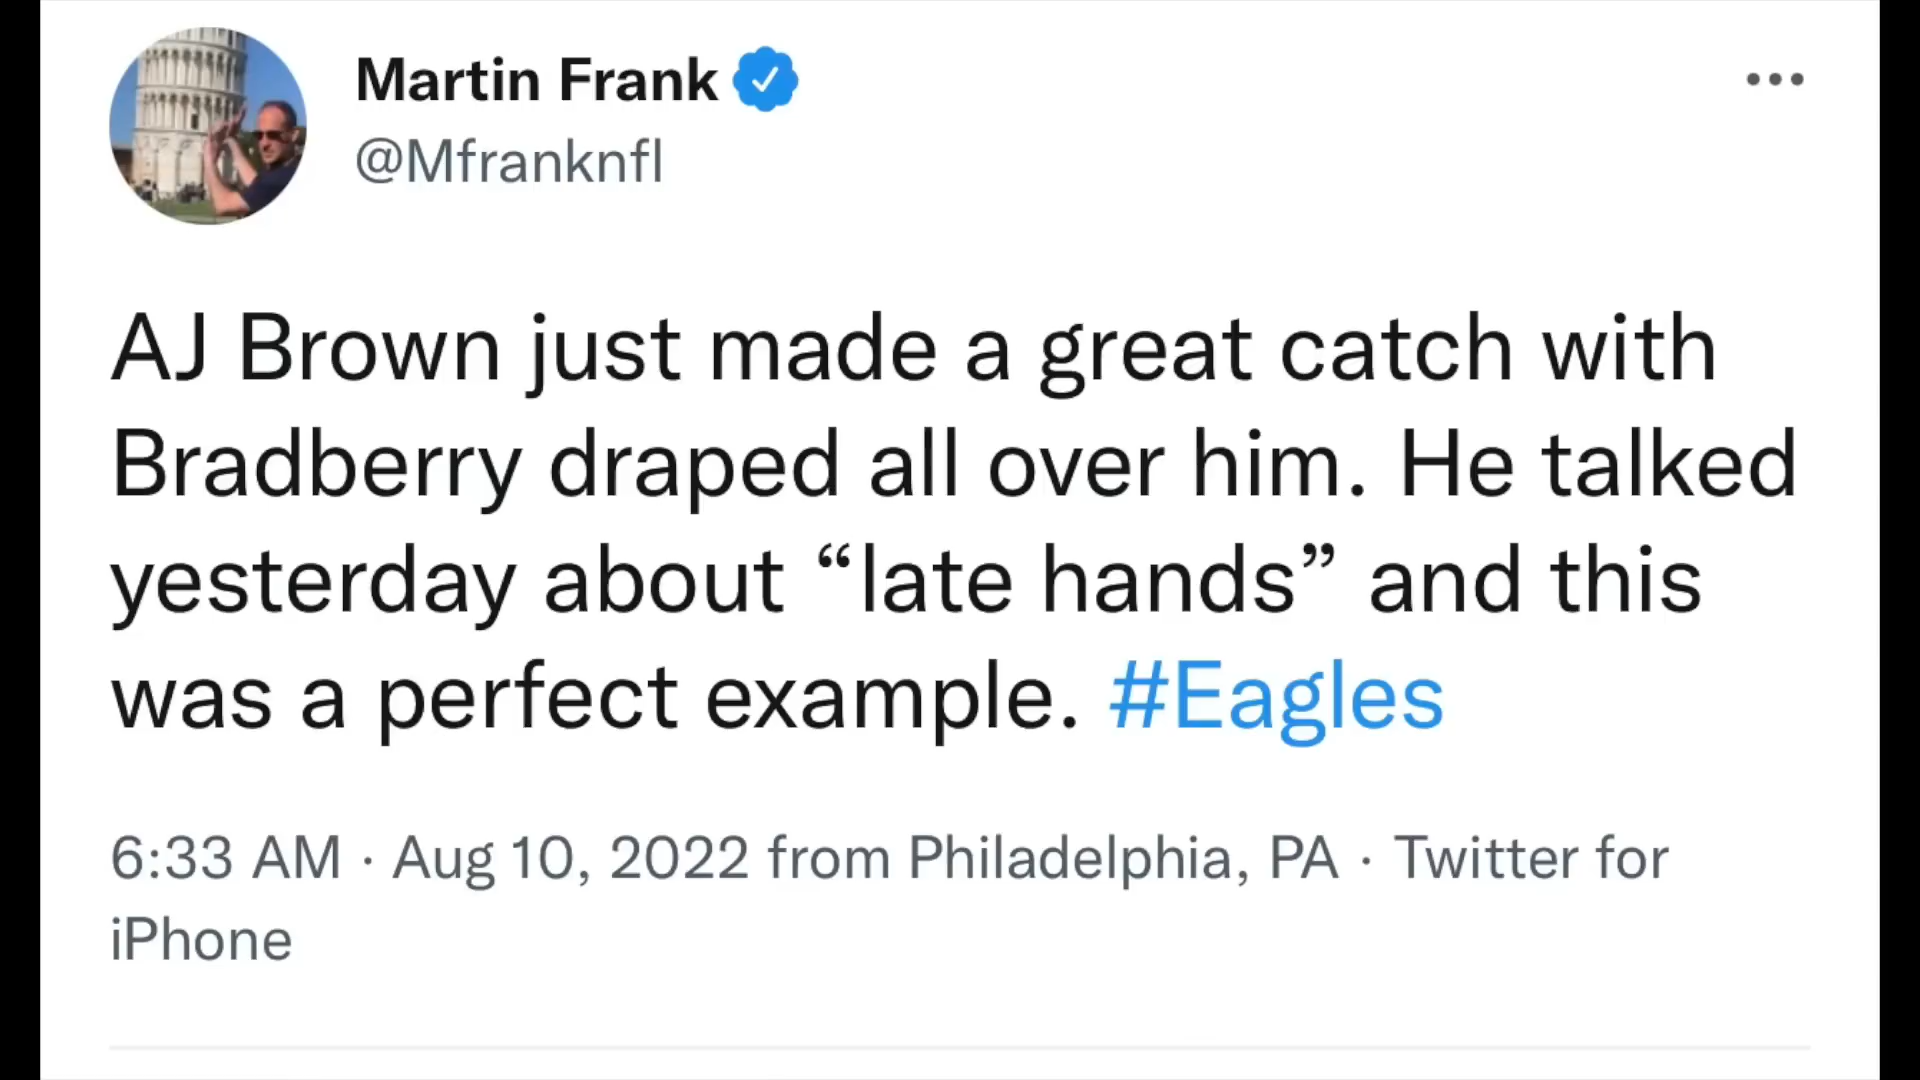 Martin Frank
@Mfranknfl
AJ Brown just made a great catch with
Bradberry draped all over him. He talked
yesterday about “late hands” and this
was a perfect example. #Eagles
6:33 AM · Aug 10, 2022 from Philadelphia, PA · Twitter for
iPhone